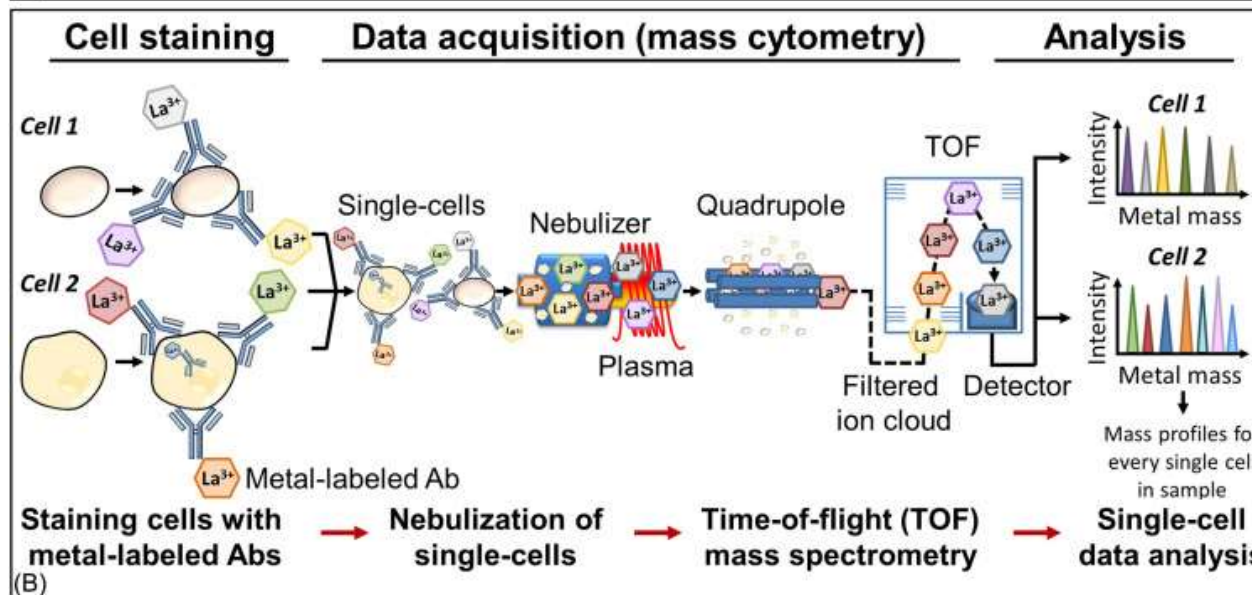 Cell staining
Data acquisition (mass cytometry)
Analysis
Cell 1
La³⁺
La³⁺
La³⁺
Cell 2
La³⁺
La³⁺
La³⁺
Metal-labeled Ab
Single-cells
Nebulizer
La³⁺
La³⁺
La³⁺
La³⁺
La³⁺
La³⁺
La³⁺
Plasma
Quadrupole
La³⁺
TOF
La³⁺
La³⁺
La³⁺
La³⁺
La³⁺
La³⁺
Filtered
ion cloud
Detector
Cell 1
Intensity
Metal mass
Cell 2
Intensity
Metal mass
Mass profiles fo
every single cel
in sample
Staining cells with
metal-labeled Abs
Nebulization of
single-cells
Time-of-flight (TOF)
mass spectrometry
Single-cell
data analysis
(B)